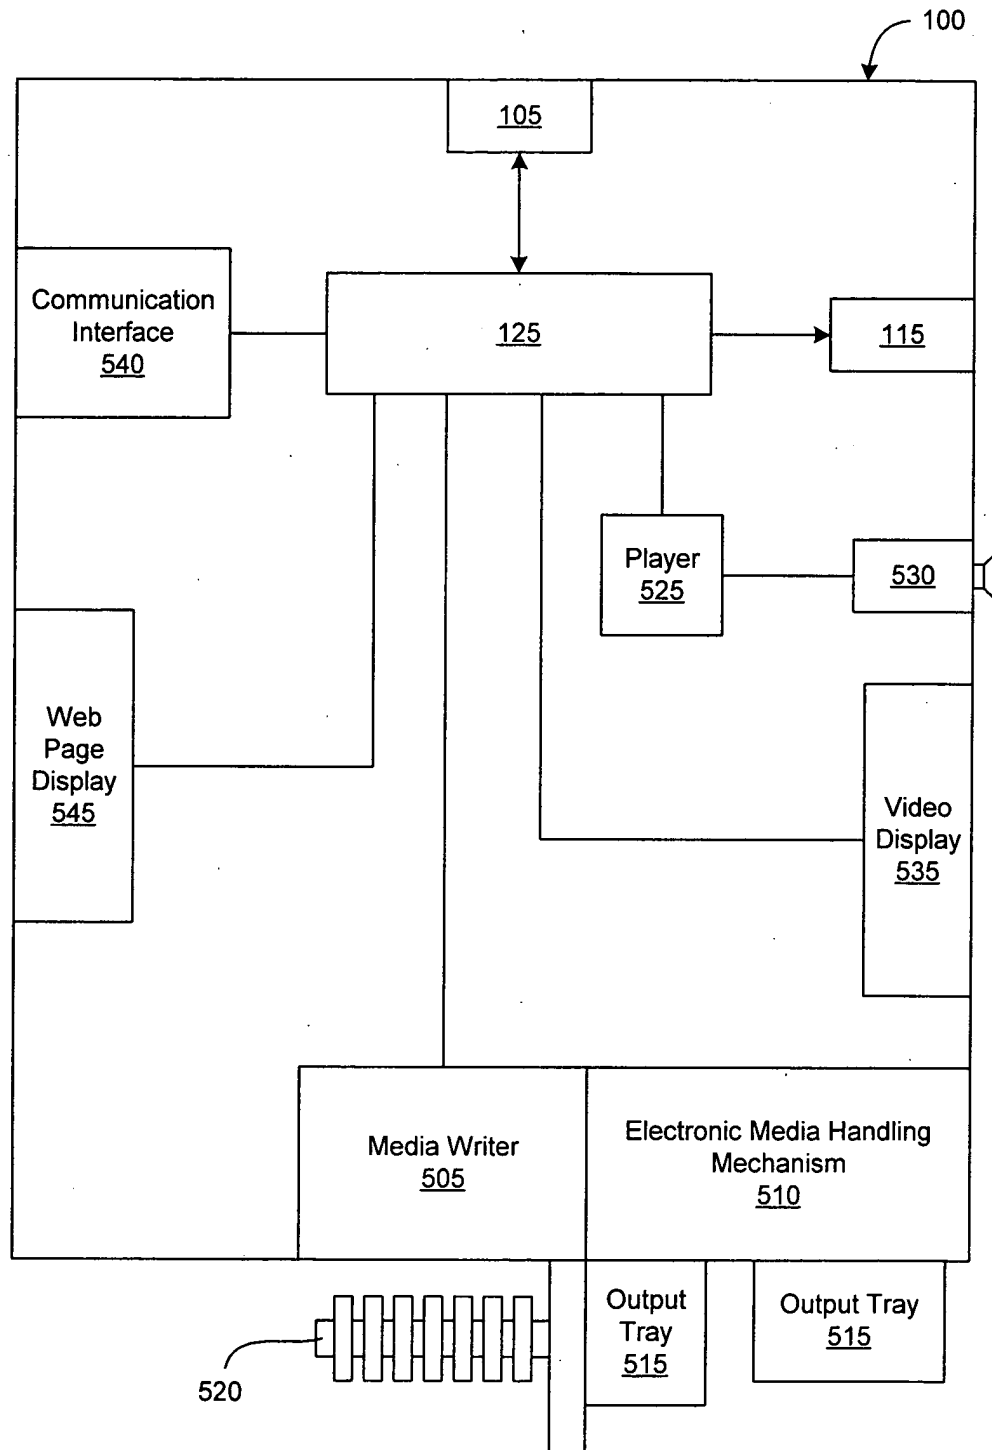 100
105
Communication
Interface
540
125
115
Player
525
530
Web
Page
Display
545
Video
Display
535
Media Writer
505
Electronic Media Handling
Mechanism
510
Output
Tray
515
Output Tray
515
520